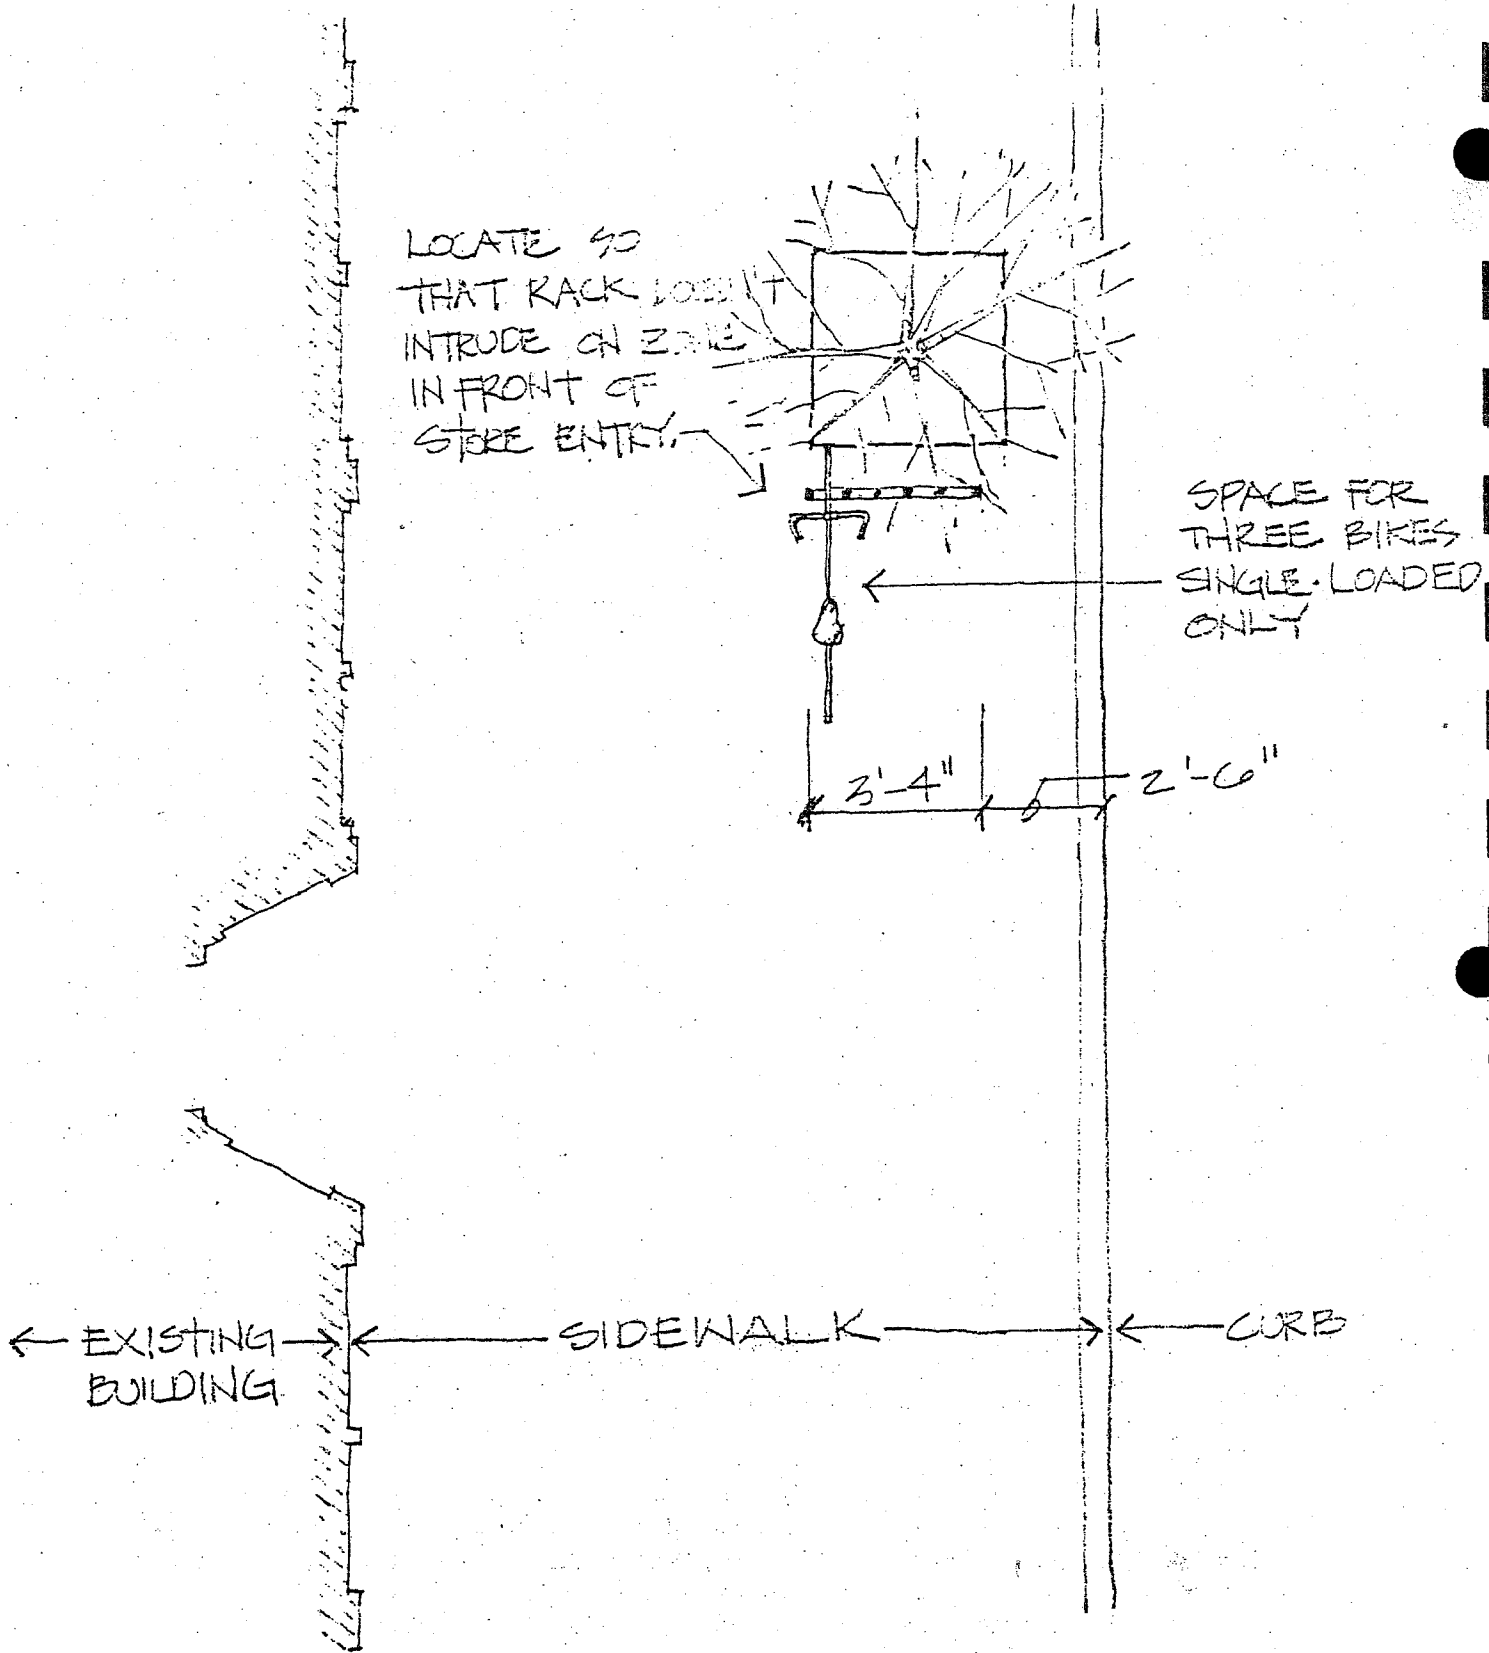 LOCATE SO
THAT RACK DOESN'T
INTRUDE ON ZONE
IN FRONT OF
STORE ENTRY.
SPACE FOR
THREE BIKES
SINGLE·LOADED
ONLY
3'-4"
2'-6"
EXISTING
BUILDING
SIDEWALK
CURB